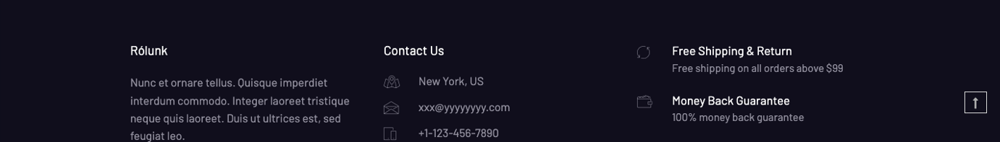 Rólunk
Nunc et ornare tellus. Quisque imperdiet
interdum commodo. Integer laoreet tristique
neque quis laoreet. Duis ut ultrices est, sed
feugiat leo.
Contact Us
New York, US
xxx@yyyyyyyy.com
+1-123-456-7890
Free Shipping & Return
Free shipping on all orders above $99
Money Back Guarantee
100% money back guarantee